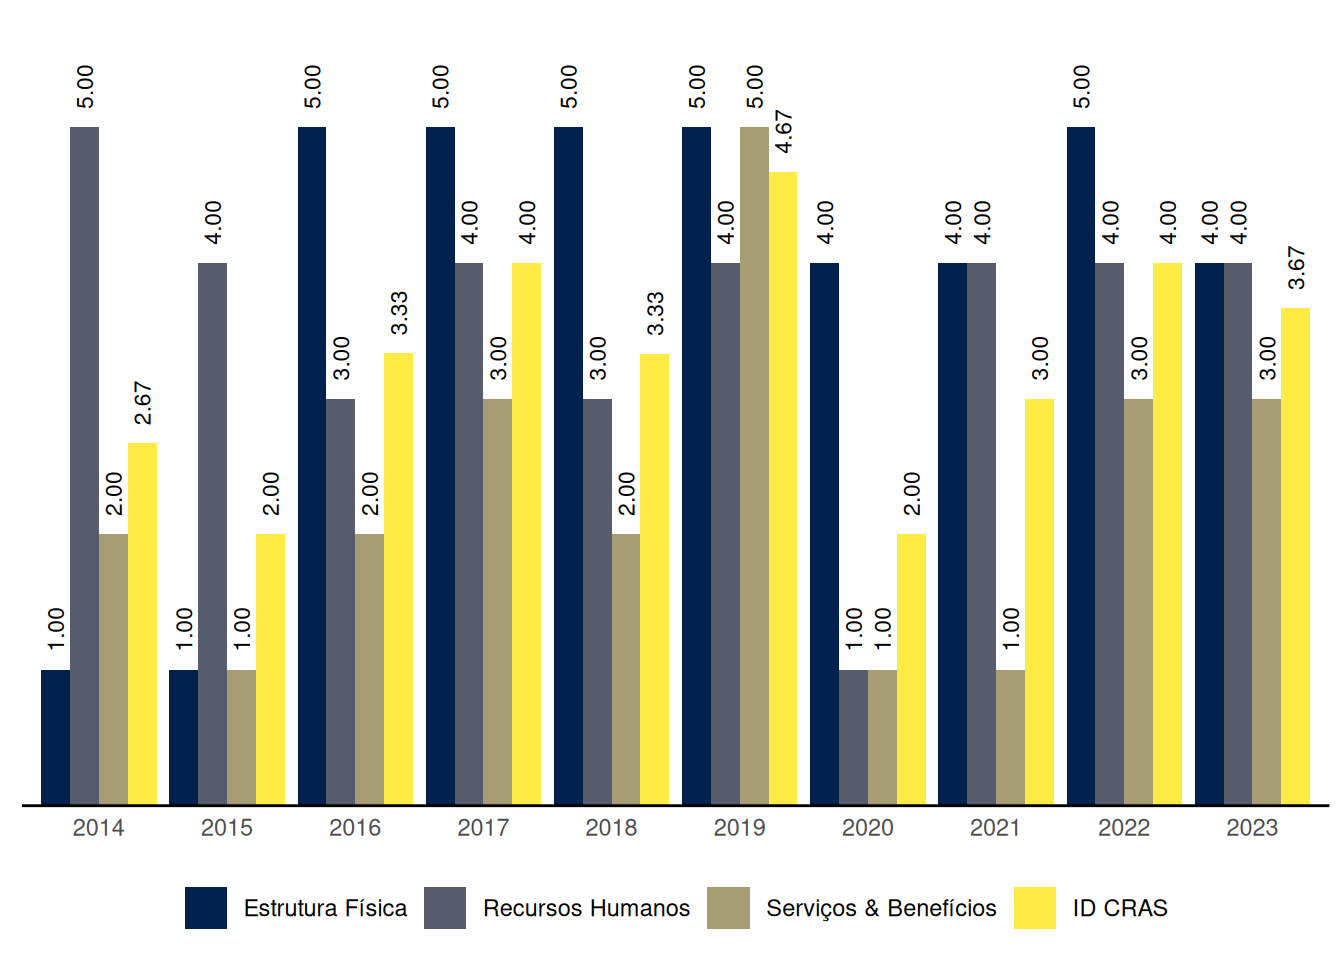 5.00 5.00 5.00 5.00 5.00 5.00 5.00
4.67
4.00 4.00 4.00 4.00 4.00 4.00 4.00 4.00 4.00 4.00 4.00
3.67
3.33 3.33
3.00 3.00 3.00 3.00 3.00 3.00
2.67
2.00 2.00 2.00 2.00 2.00
1.00 1.00 1.00 1.00 1.00 1.00
2014 2015 2016 2017 2018 2019 2020 2021 2022 2023
Estrutura Física Recursos Humanos Serviços & Benefícios ID CRAS